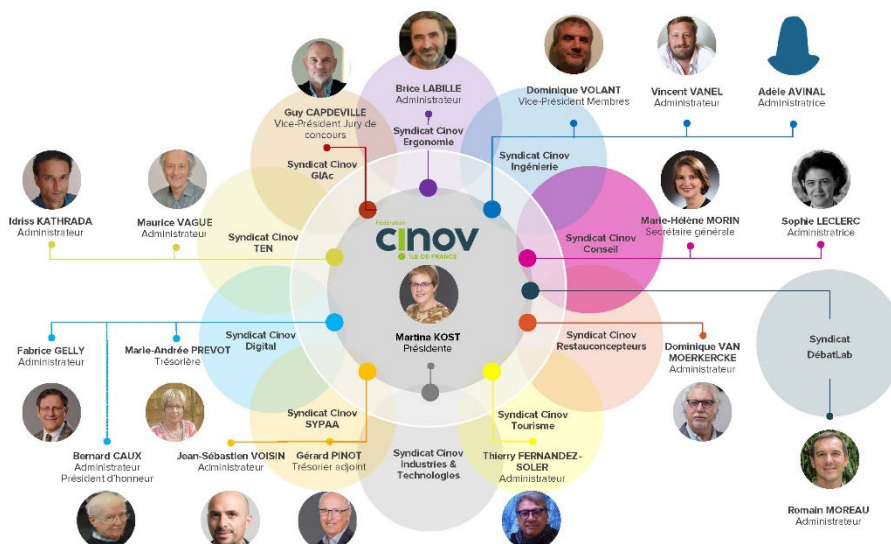 Brice LABILLE
Administrateur
Syndicat Cinov
Ergonomie
Guy CAPDEVILLE
Vice-Président Jury de
concours
Syndicat Cinov
GIAc
Dominique VOLANT
Vice-Président Membres
Vincent VANEL
Administrateur
Adèle AVINAL
Administratrice
Syndicat Cinov
Ingénierie
Idriss KATHRADA
Administrateur
Maurice VAGUE
Administrateur
Syndicat Cinov
TEN
Fédération
cinov
ÎLE DE FRANCE
Martina KOST
Présidente
Marie-Hélène MORIN
Secrétaire générale
Sophie LECLERC
Administratrice
Syndicat Cinov
Conseil
Fabrice GELLY
Administrateur
Marie-Andrée PREVOT
Trésorière
Syndicat Cinov
Digital
Syndicat Cinov
Restauconcepteurs
Dominique VAN
MOERKERCKE
Administrateur
Syndicat
DébatLab
Bernard CAUX
Administrateur
Président d'honneur
Jean-Sébastien VOISIN
Administrateur
Syndicat Cinov
SYPAA
Gérard PINOT
Trésorier adjoint
Syndicat Cinov
Industries &
Technologies
Syndicat Cinov
Tourisme
Thierry FERNANDEZ-
SOLER
Administrateur
Romain MOREAU
Administrateur